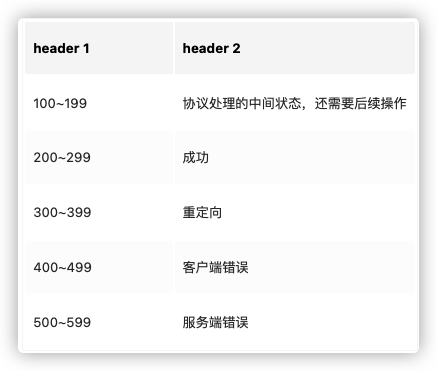 header 1 header 2
100~199 协议处理的中间状态，还需要后续操作
200~299 成功
300~399 重定向
400~499 客户端错误
500~599 服务端错误